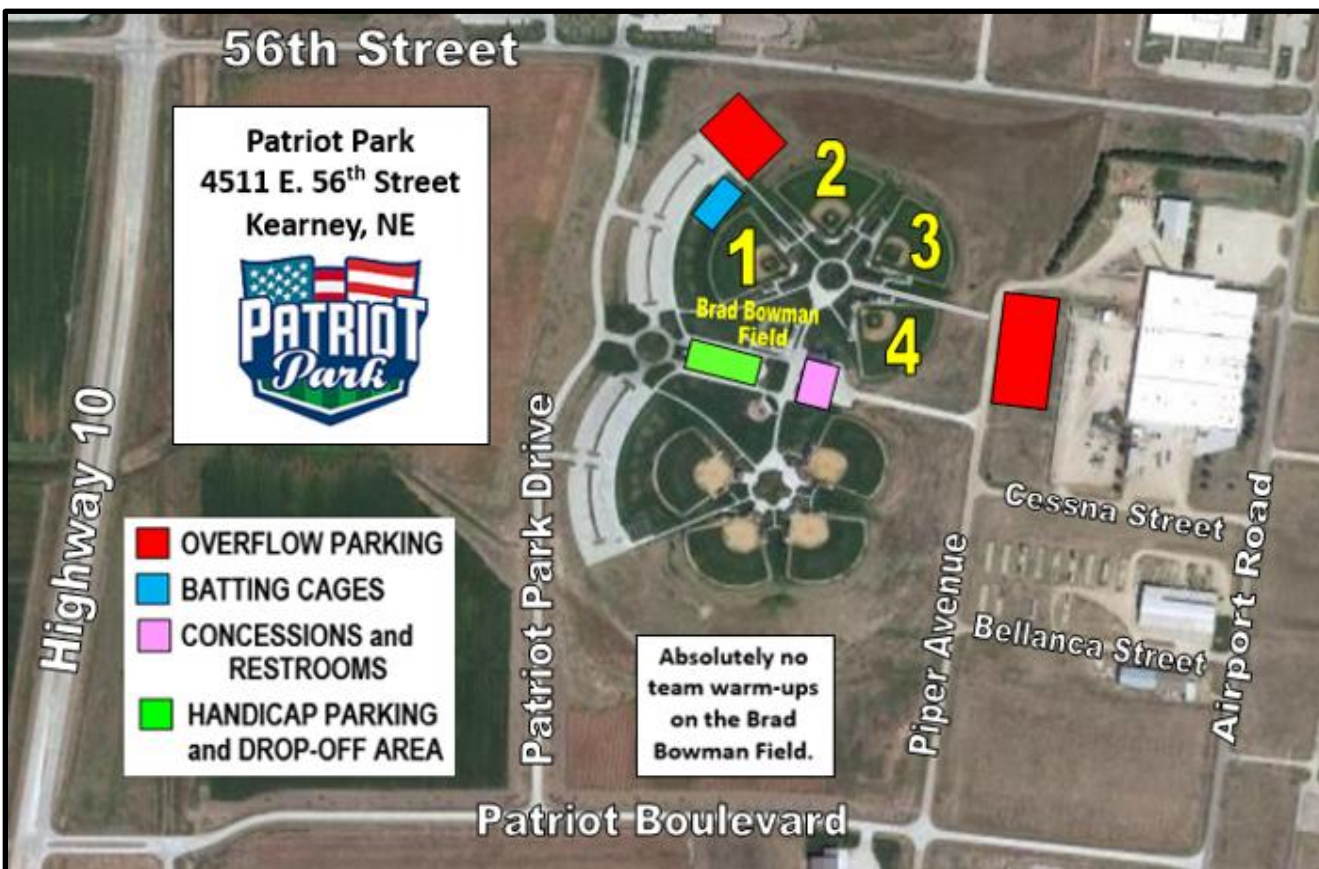 56th Street
Patriot Park
4511 E. 56th Street
Kearney, NE
PATRIOT
Park
2
3
1
Brad Bowman
Field
4
Highway 10
Patriot Park Drive
Cessna Street
Airport Road
Piper Avenue
Bellanca Street
OVERFLOW PARKING
BATTING CAGES
CONCESSIONS and
RESTROOMS
HANDICAP PARKING
and DROP-OFF AREA
Absolutely no
team warm-ups
on the Brad
Bowman Field.
Patriot Boulevard